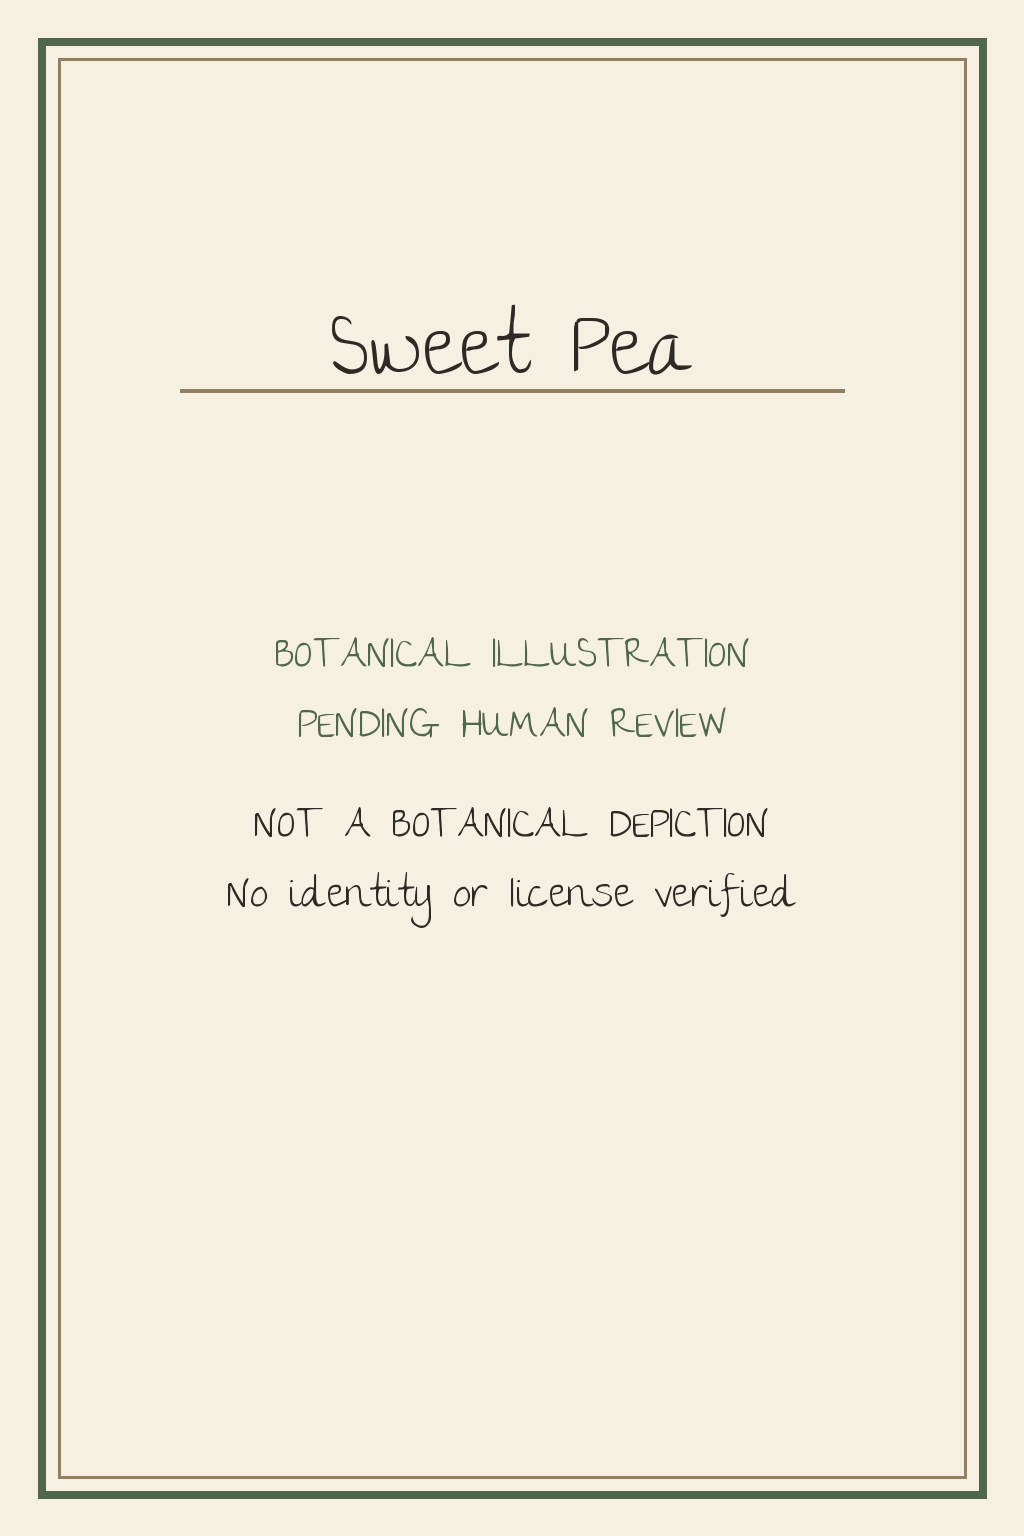 Sweet Pea
BOTANICAL ILLUSTRATION
PENDING HUMAN REVIEW
NOT A BOTANICAL DEPICTION
No identity or license verified